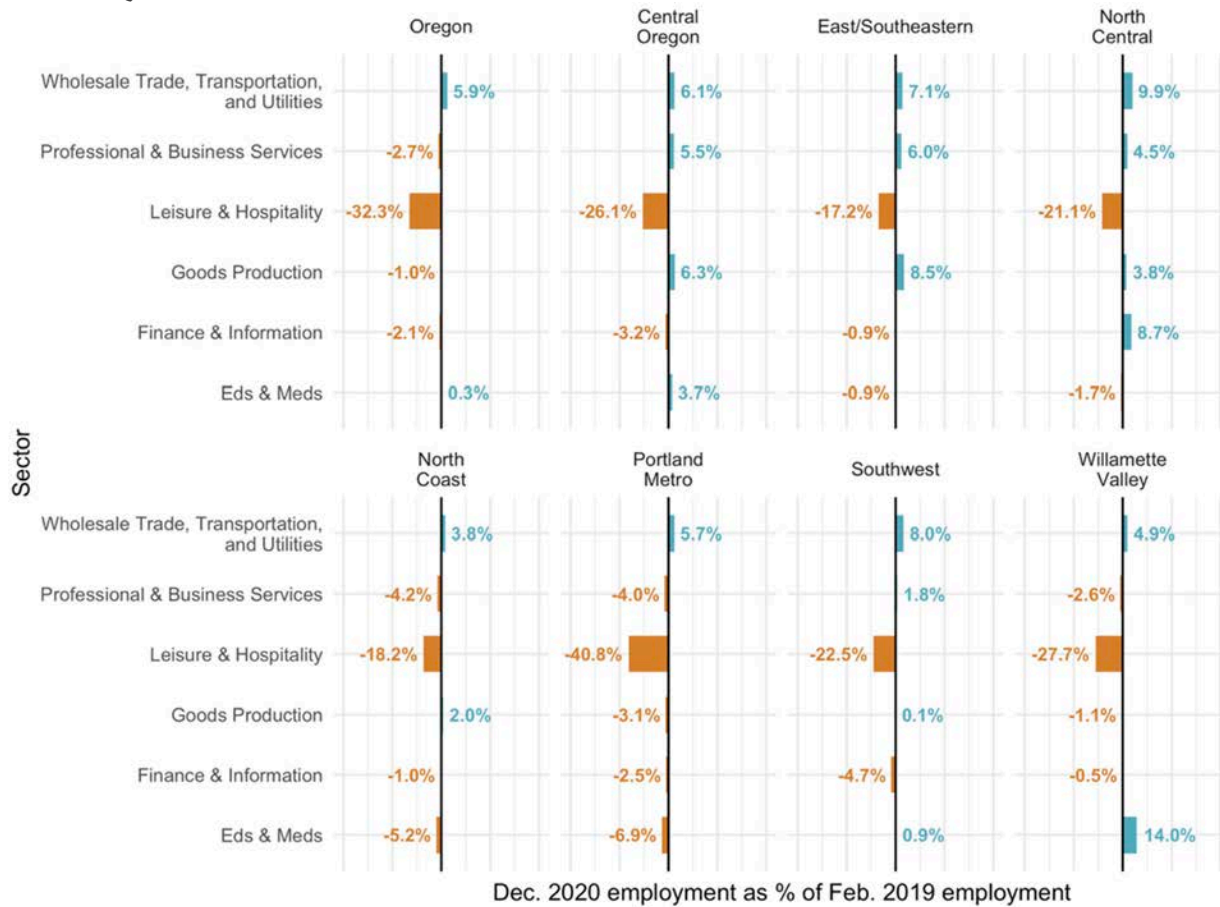 Oregon
Central
Oregon
East/Southeastern
North
Central
Wholesale Trade, Transportation,
and Utilities
5.9%
6.1%
7.1%
9.9%
Professional & Business Services
-2.7%
5.5%
6.0%
4.5%
Leisure & Hospitality
-32.3%
-26.1%
-17.2%
-21.1%
Goods Production
-1.0%
6.3%
8.5%
3.8%
Finance & Information
-2.1%
-3.2%
-0.9%
8.7%
Eds & Meds
0.3%
3.7%
-0.9%
-1.7%
Sector
North
Coast
Portland
Metro
Southwest
Willamette
Valley
Wholesale Trade, Transportation,
and Utilities
3.8%
5.7%
8.0%
4.9%
Professional & Business Services
-4.2%
-4.0%
1.8%
-2.6%
Leisure & Hospitality
-18.2%
-40.8%
-22.5%
-27.7%
Goods Production
2.0%
-3.1%
0.1%
-1.1%
Finance & Information
-1.0%
-2.5%
-4.7%
-0.5%
Eds & Meds
-5.2%
-6.9%
0.9%
14.0%
Dec. 2020 employment as % of Feb. 2019 employment